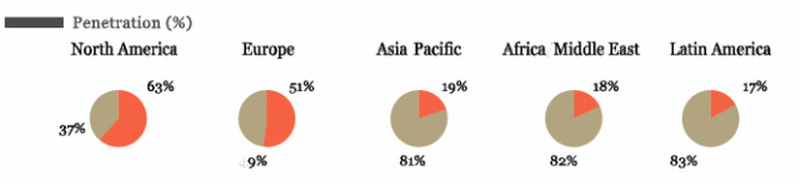 Penetration (%)
North America Europe Asia Pacific Africa Middle East Latin America
63% 51% 19% 18% 17%
37%
9% 81% 82% 83%